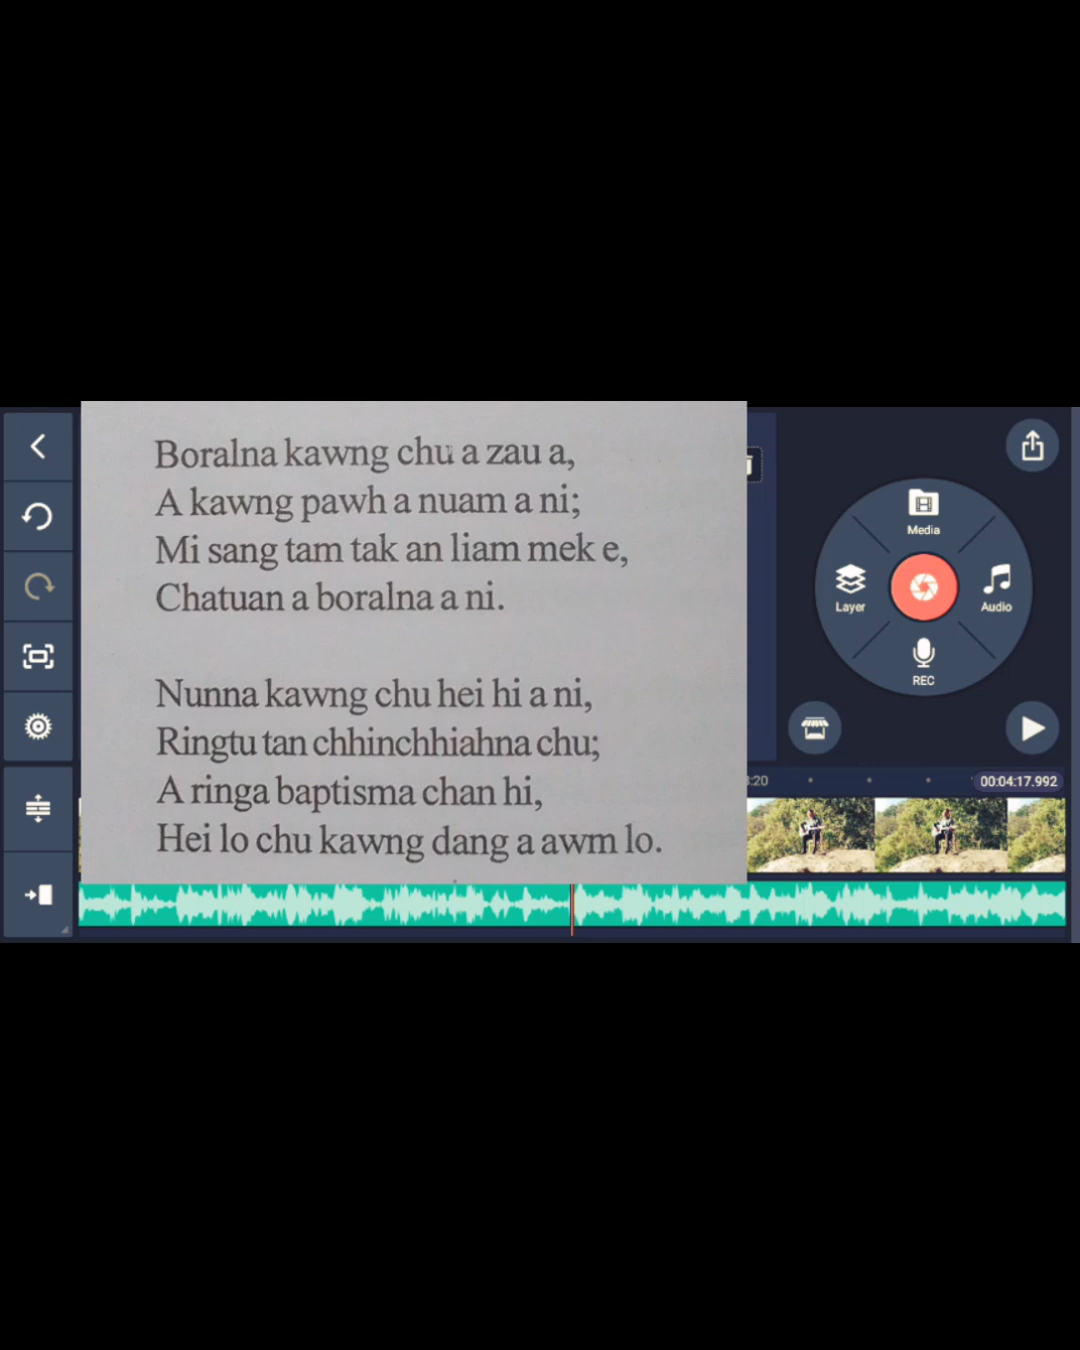 Boralna kawng chu a zau a,
A kawng pawh a nuam a ni;
Mi sang tam tak an liam mek e,
Chatuan a boralna a ni.
Nunna kawng chu hei hi a ni,
Ringtu tan chhinchhiahna chu;
A ringa baptisma chan hi,
Hei lo chu kawng dang a awm lo.
Media
Layer
Audio
REC
:20
00:04:17.992